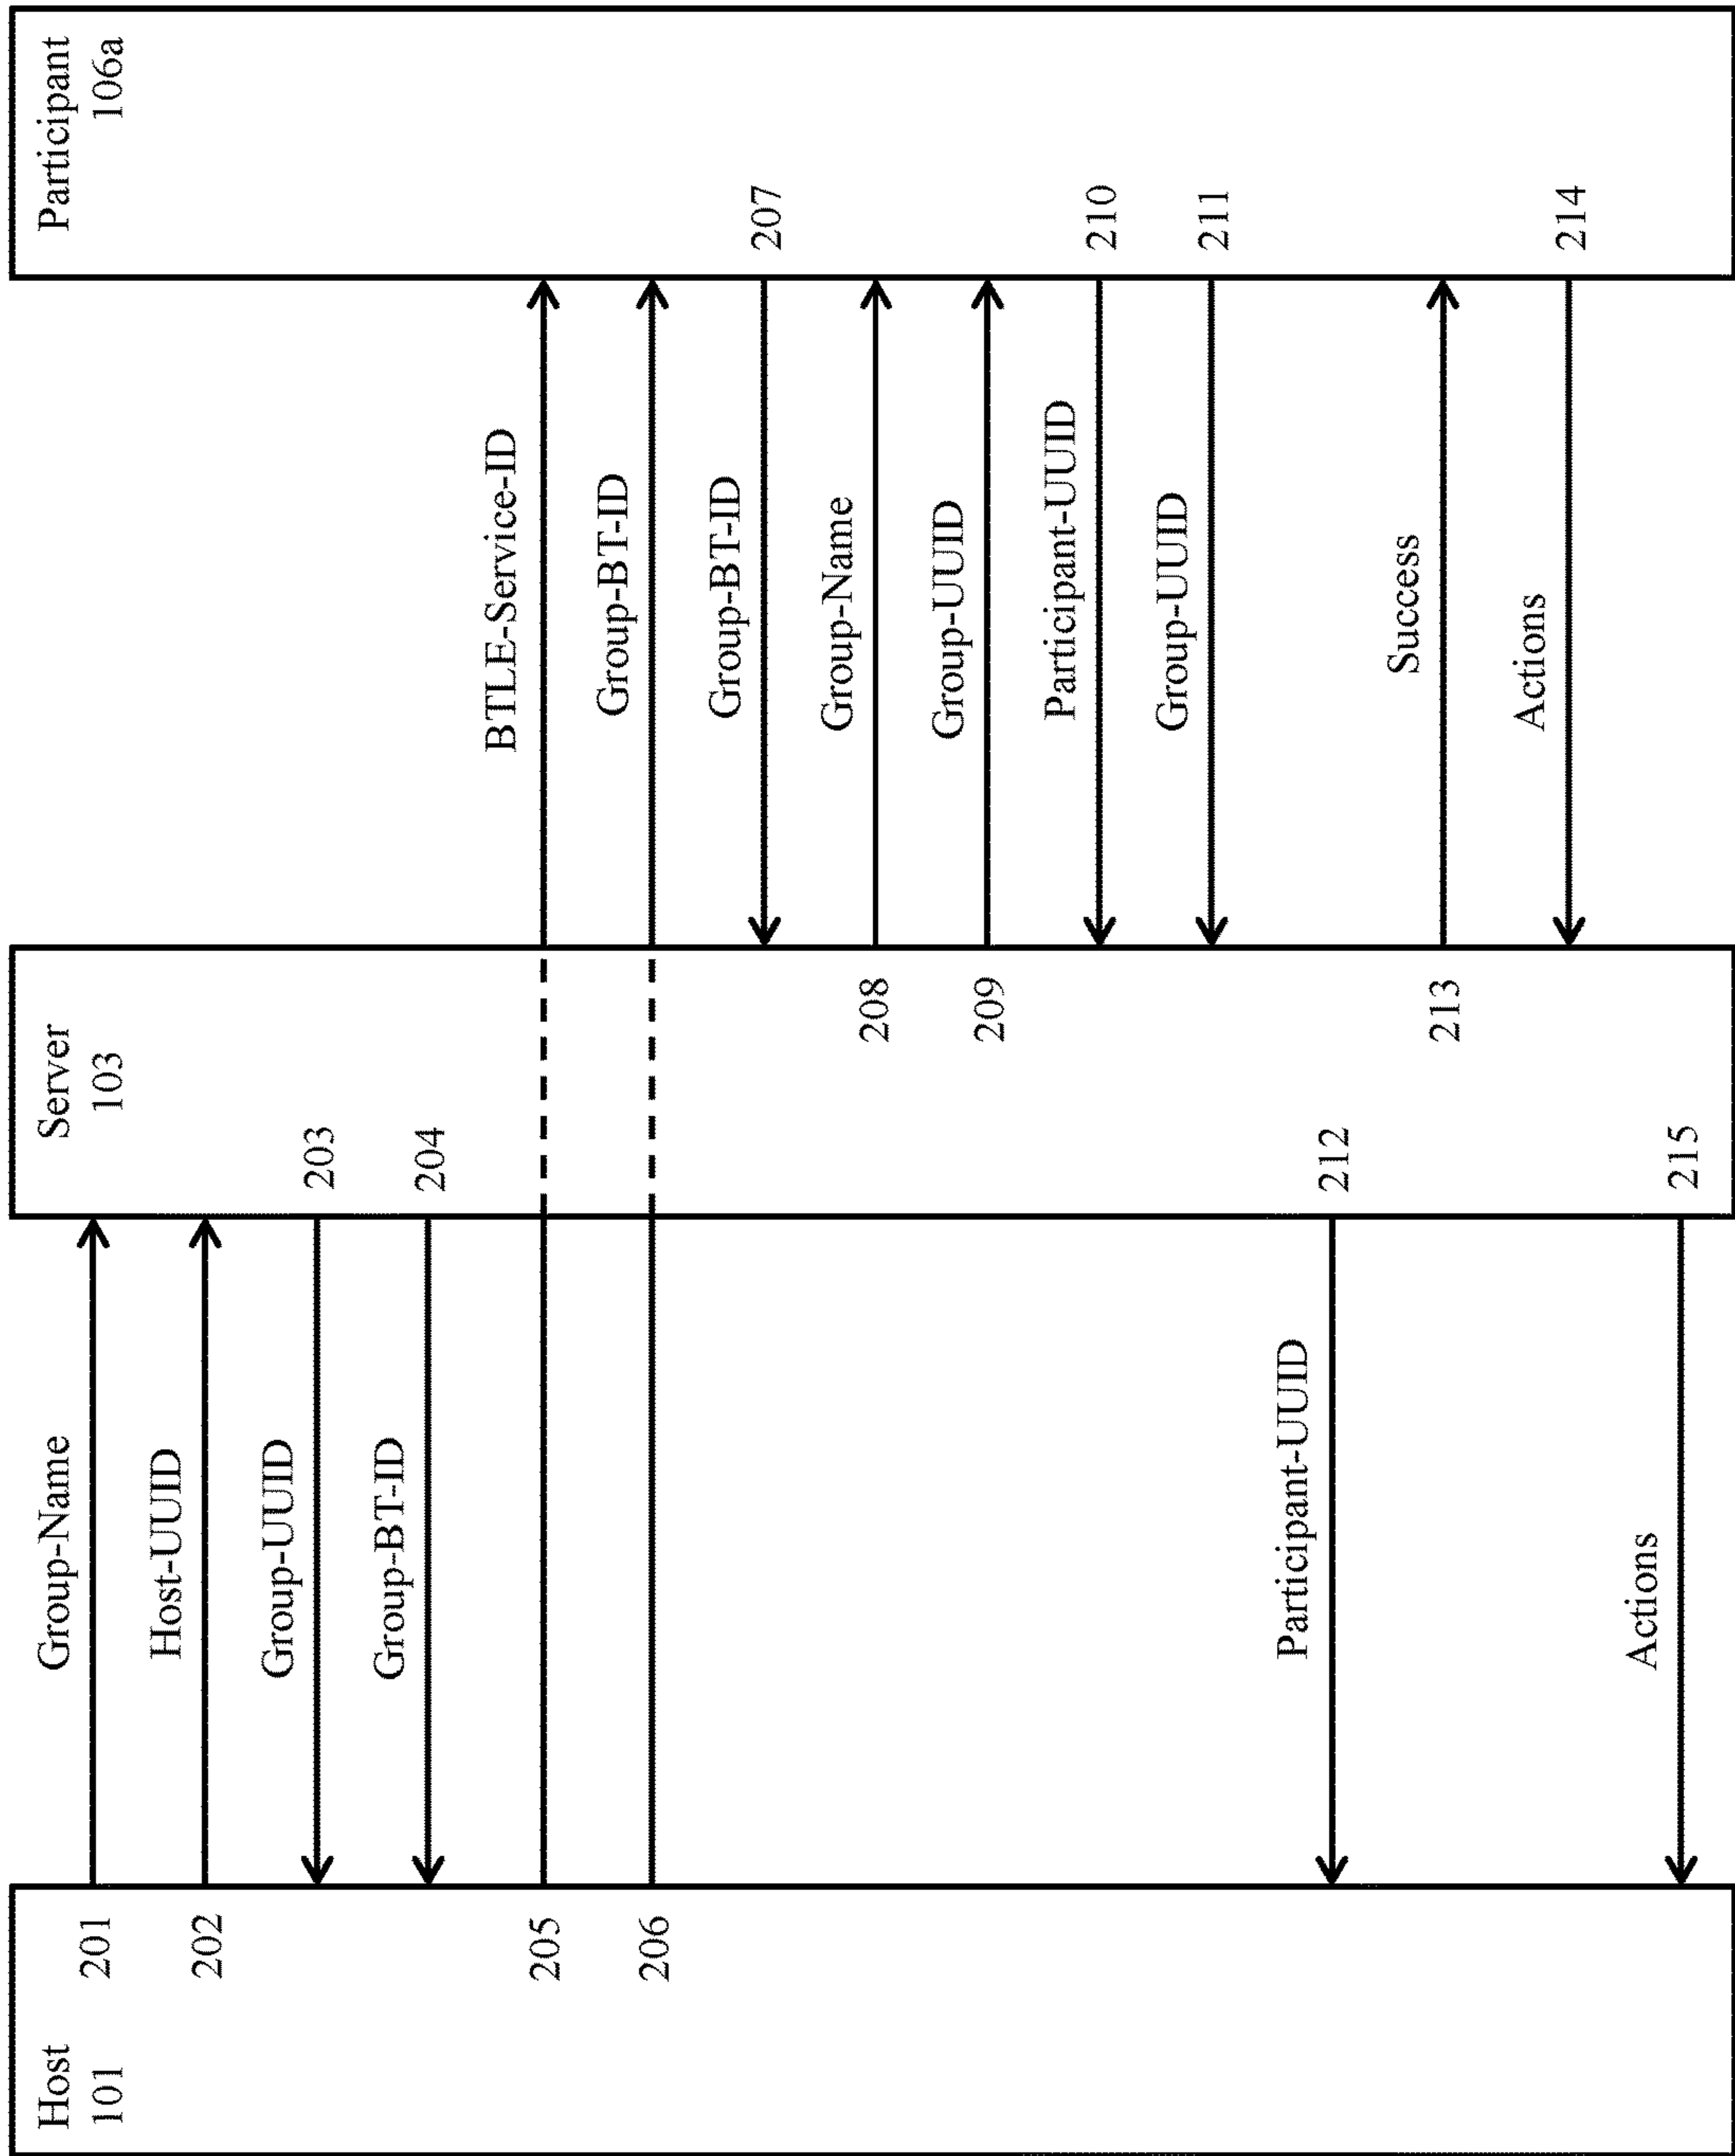 Host
101
Server
103
Participant
106a
201
Group-Name
202
Host-UUID
203
Group-UUID
204
Group-BT-ID
205
BTLE-Service-ID
206
Group-BT-ID
207
Group-BT-ID
208
Group-Name
209
Group-UUID
210
Participant-UUID
211
Group-UUID
212
Participant-UUID
213
Success
214
Actions
215
Actions